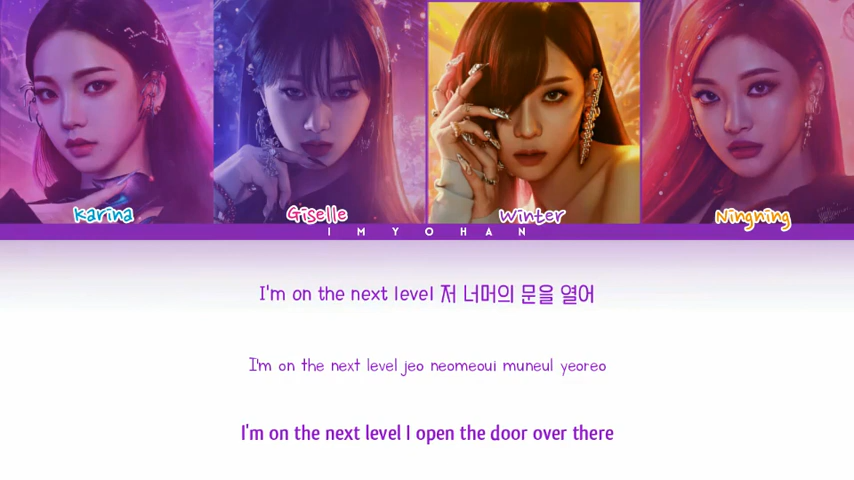 Karina Giselle Winter Ningning
I M Y O H A N
I'm on the next level 저 너머의 문을 열어
I'm on the next level jeo neomeoui muneul yeoreo
I'm on the next level I open the door over there